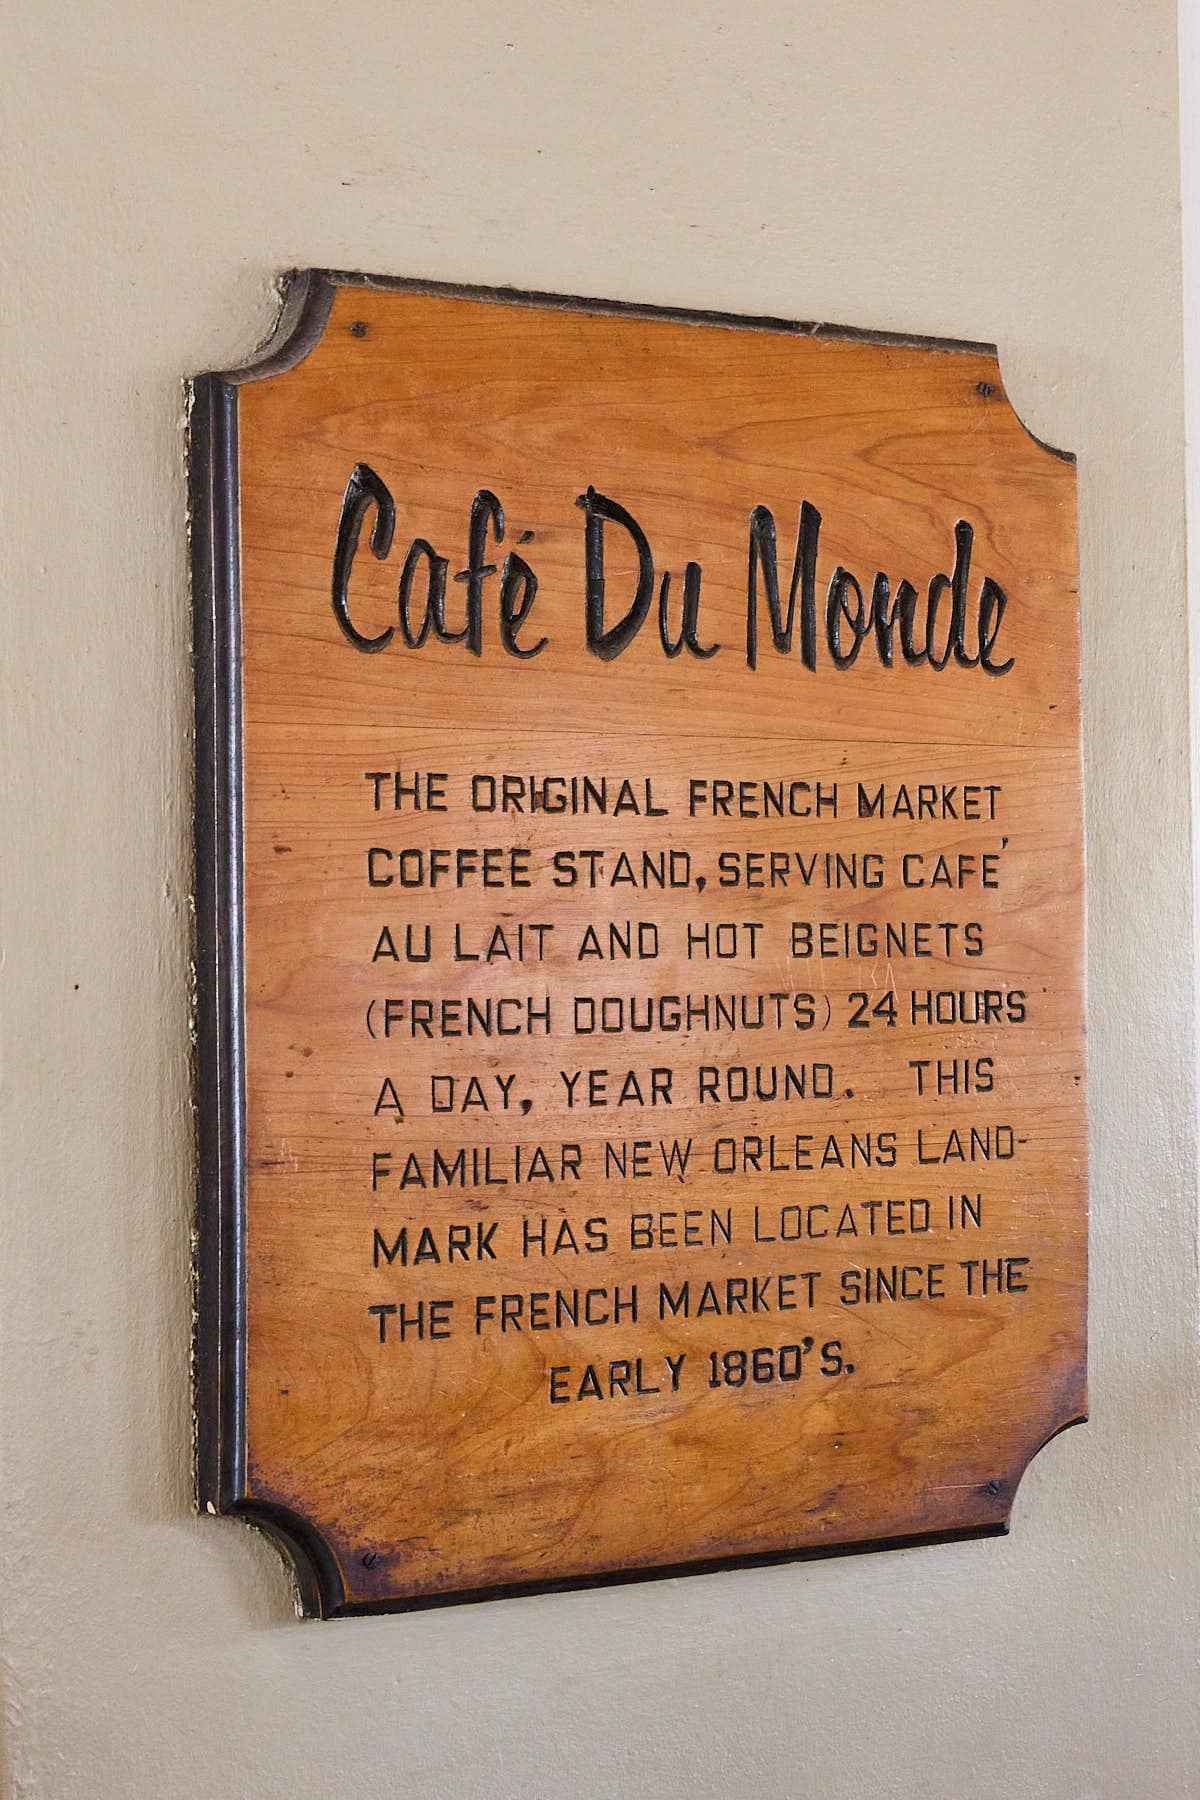 Café Du Monde
THE ORIGINAL FRENCH MARKET
COFFEE STAND, SERVING CAFÉ
AU LAIT AND HOT BEIGNETS
(FRENCH DOUGHNUTS) 24 HOURS
A DAY, YEAR ROUND. THIS
FAMILIAR NEW ORLEANS LAND-
MARK HAS BEEN LOCATED IN
THE FRENCH MARKET SINCE THE
EARLY 1860'S.